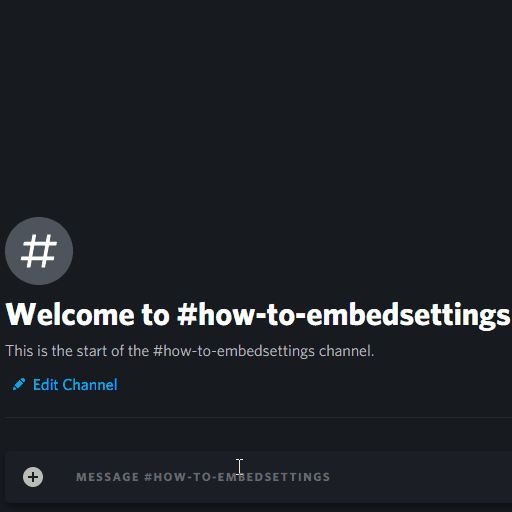 Welcome to #how-to-embedsettings
This is the start of the #how-to-embedsettings channel.
Edit Channel
MESSAGE #HOW-TO-EMBEDSETTINGS